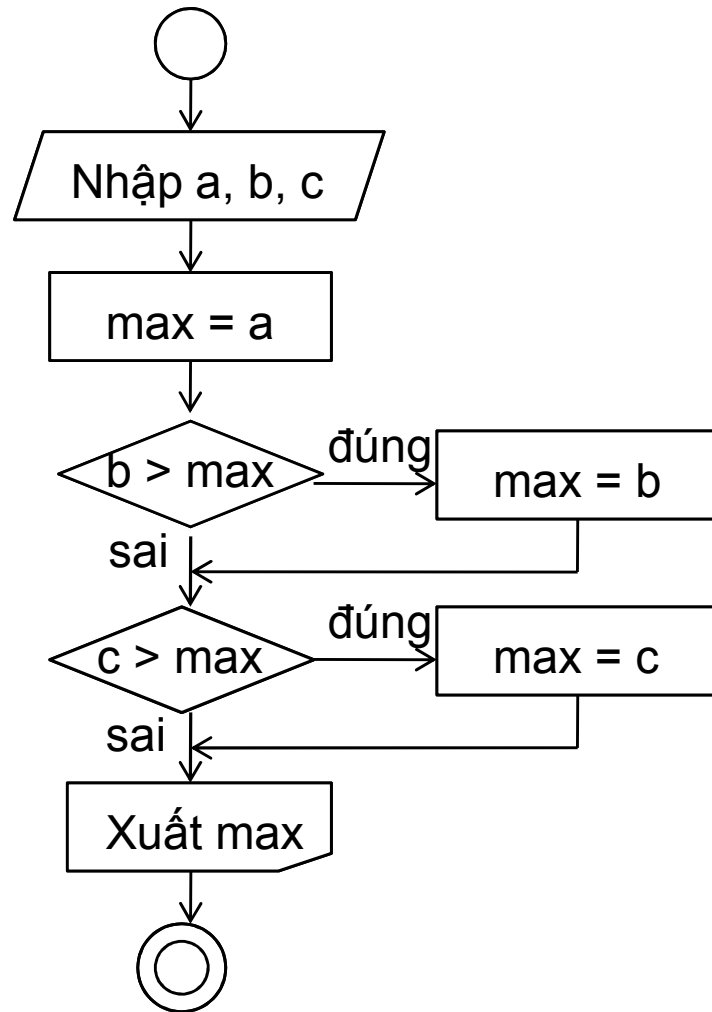 Nhập a, b, c
max = a
b > max
đúng
max = b
sai
c > max
đúng
max = c
sai
Xuất max